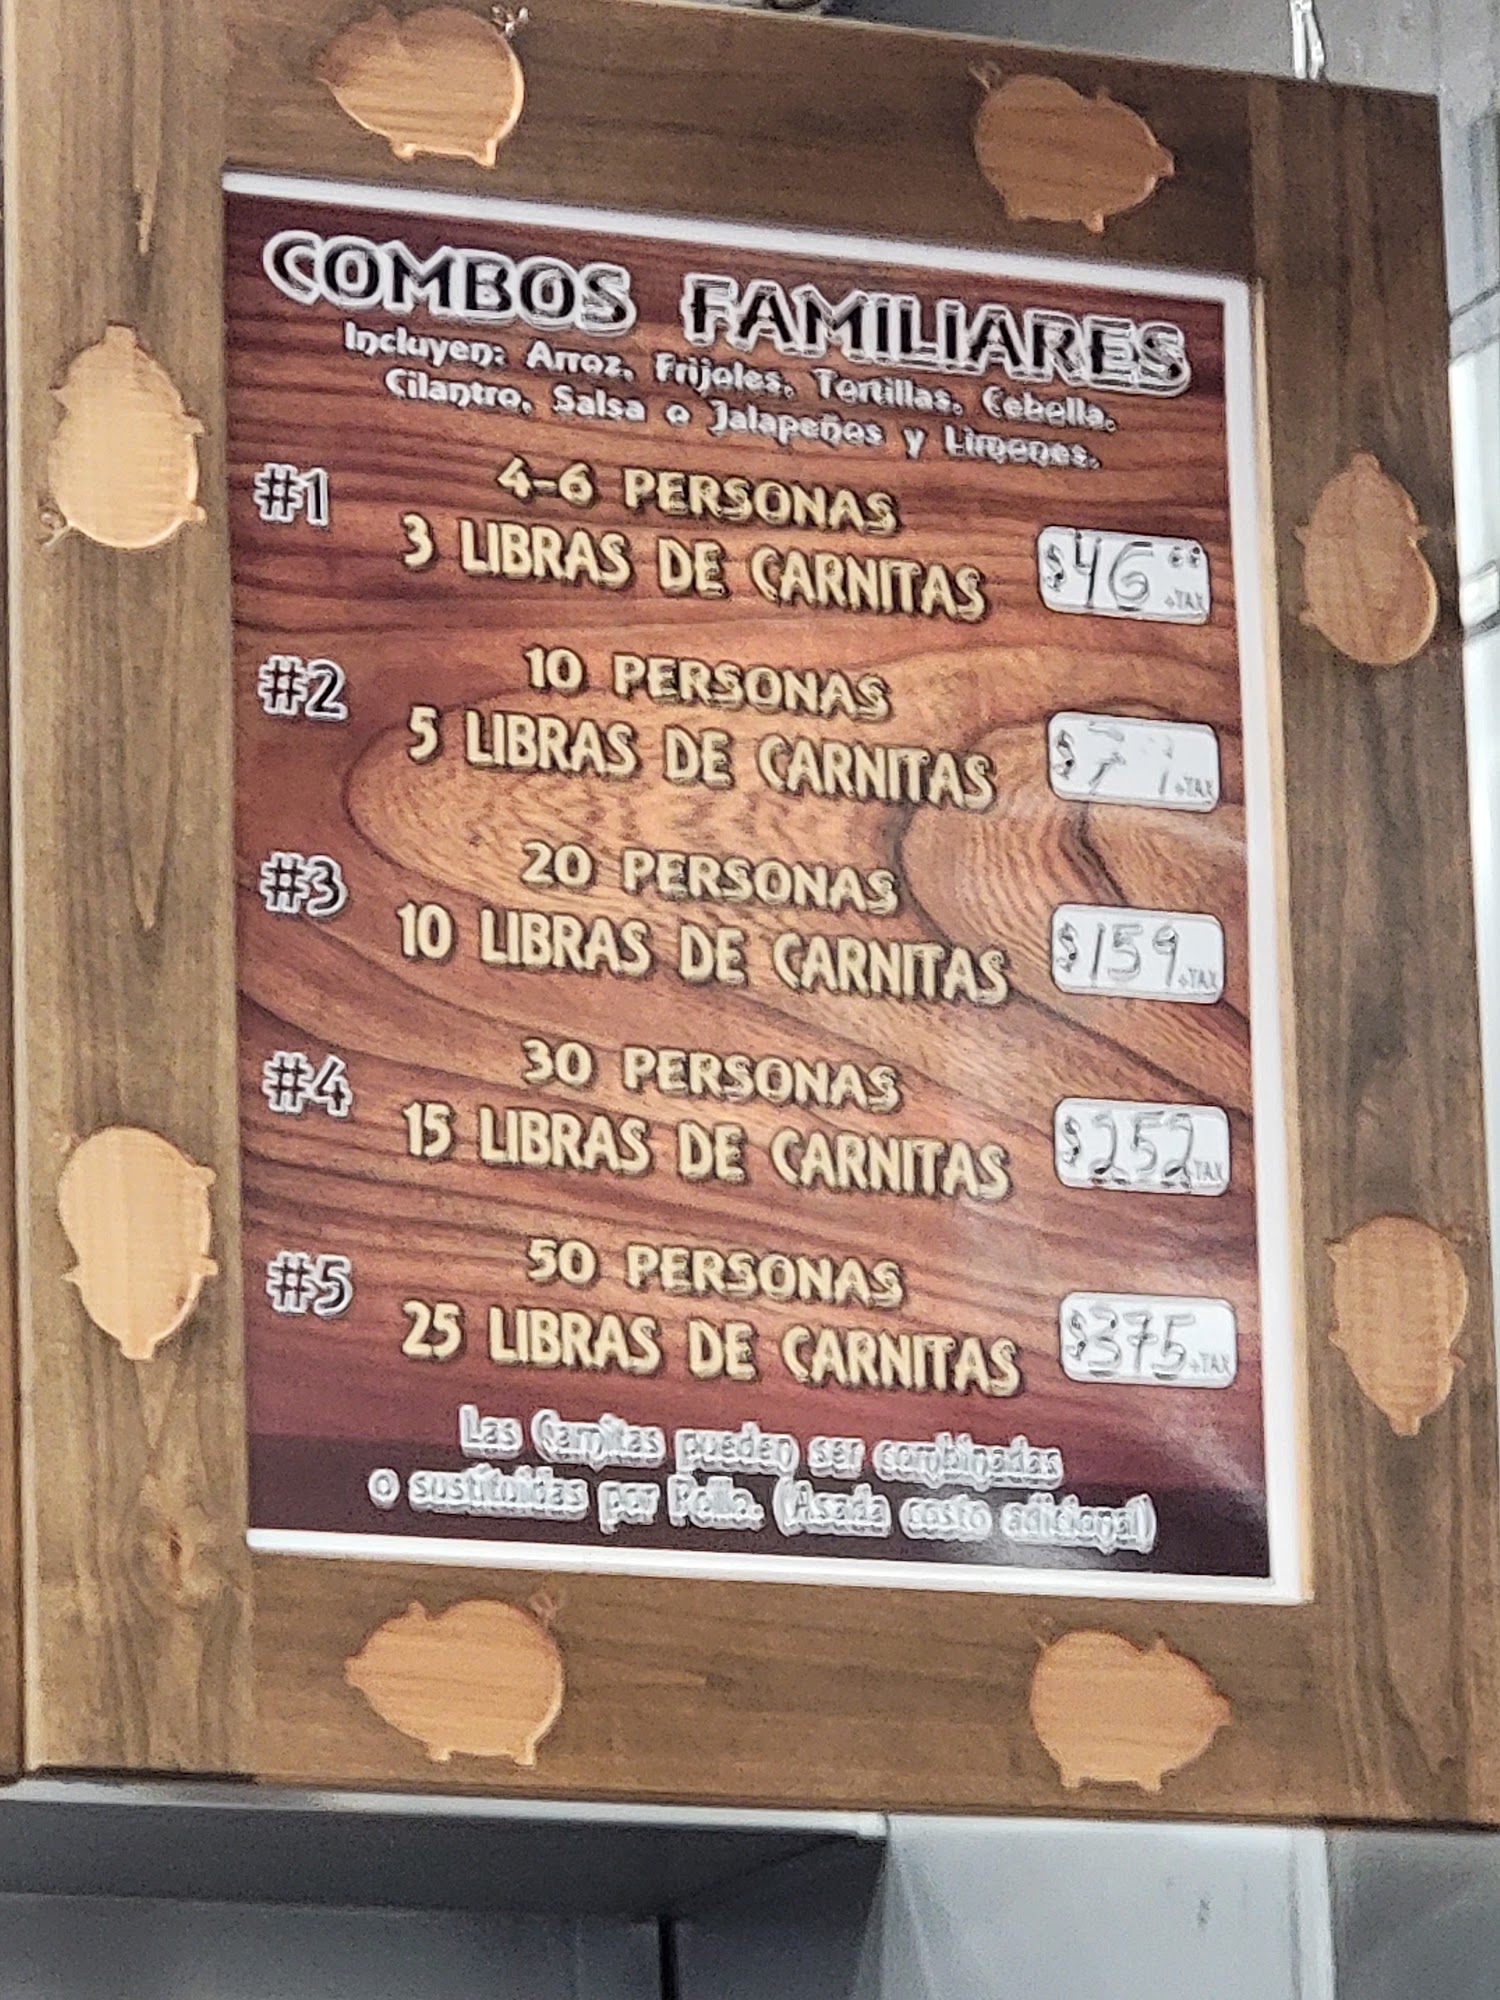 COMBOS FAMILIARES
Incluyen: Arroz, Frijoles, Tortillas, Cebolla,
Cilantro, Salsa o Jalapeños y Limones.
#1
4-6 PERSONAS
3 LIBRAS DE CARNITAS
$46 +TAX
#2
10 PERSONAS
5 LIBRAS DE CARNITAS
$ +TAX
#3
20 PERSONAS
10 LIBRAS DE CARNITAS
$159 +TAX
#4
30 PERSONAS
15 LIBRAS DE CARNITAS
$252 +TAX
#5
50 PERSONAS
25 LIBRAS DE CARNITAS
$375 +TAX
Las Carnitas pueden ser combinadas
o sustituidas por Pollo. (Asada costo adicional)